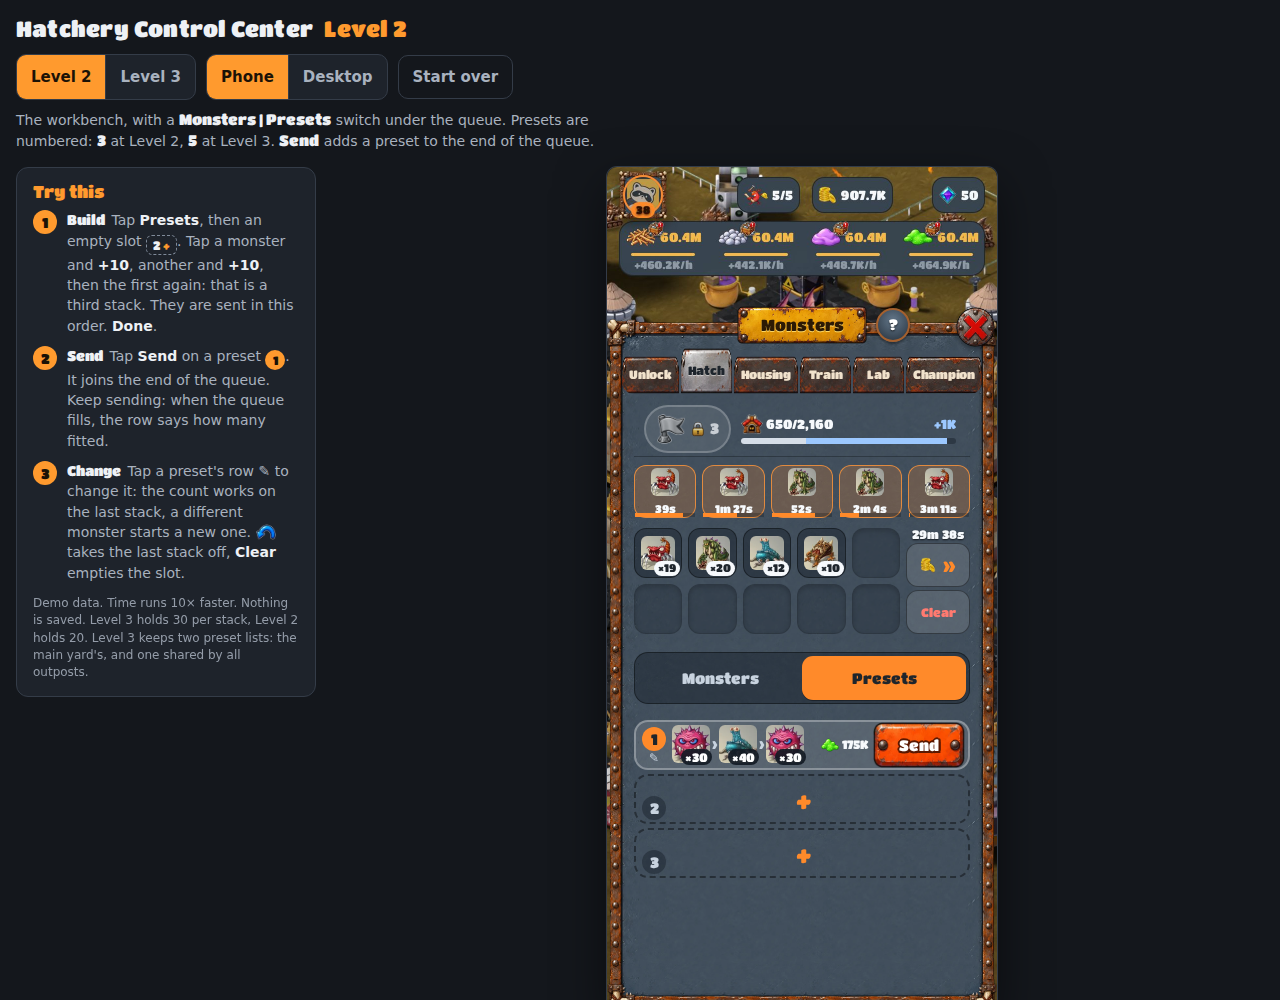 Hatchery Control Center Level 2
Level 2 Level 3 Phone Desktop Start over
The workbench, with a Monsters|Presets switch under the queue. Presets are
numbered: 3 at Level 2, 5 at Level 3. Send adds a preset to the end of the queue.
Try this
1 Build Tap Presets, then an
empty slot 2+. Tap a monster
and +10, another and +10,
then the first again: that is a
third stack. They are sent in this
order. Done.
2 Send Tap Send on a preset 1.
It joins the end of the queue.
Keep sending: when the queue
fills, the row says how many
fitted.
3 Change Tap a preset's row ✎ to
change it: the count works on
the last stack, a different
monster starts a new one.
takes the last stack off, Clear
empties the slot.
Demo data. Time runs 10× faster. Nothing
is saved. Level 3 holds 30 per stack, Level 2
holds 20. Level 3 keeps two preset lists: the
main yard's, and one shared by all
outposts.
30 5/5 907.7K 50
60.4M 60.4M 60.4M 60.4M
+460.2K/h +442.1K/h +448.7K/h +464.9K/h
Monsters ?
Unlock Hatch Housing Train Lab Champion
3 650/2,160 +1K
39s 1m 27s 52s 2m 4s 3m 11s
29m 38s
×19 ×20 ×12 ×10 »
Clear
Monsters Presets
1 ✎ ×30 › ×40 › ×30 175K Send
2 +
3 +